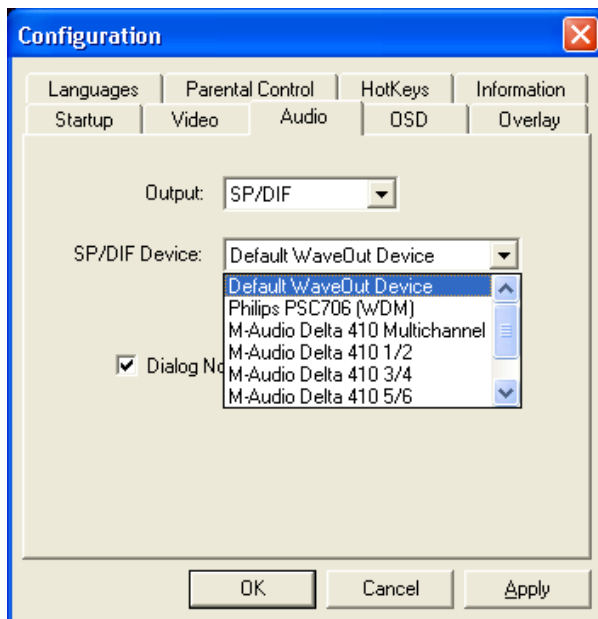 Configuration
Languages Parental Control HotKeys Information
Startup Video Audio OSD Overlay
Output: SP/DIF
SP/DIF Device: Default WaveOut Device
Default WaveOut Device
Philips PSC706 (WDM)
M-Audio Delta 410 Multichannel
M-Audio Delta 410 1/2
M-Audio Delta 410 3/4
Dialog No
M-Audio Delta 410 5/6
OK Cancel Apply